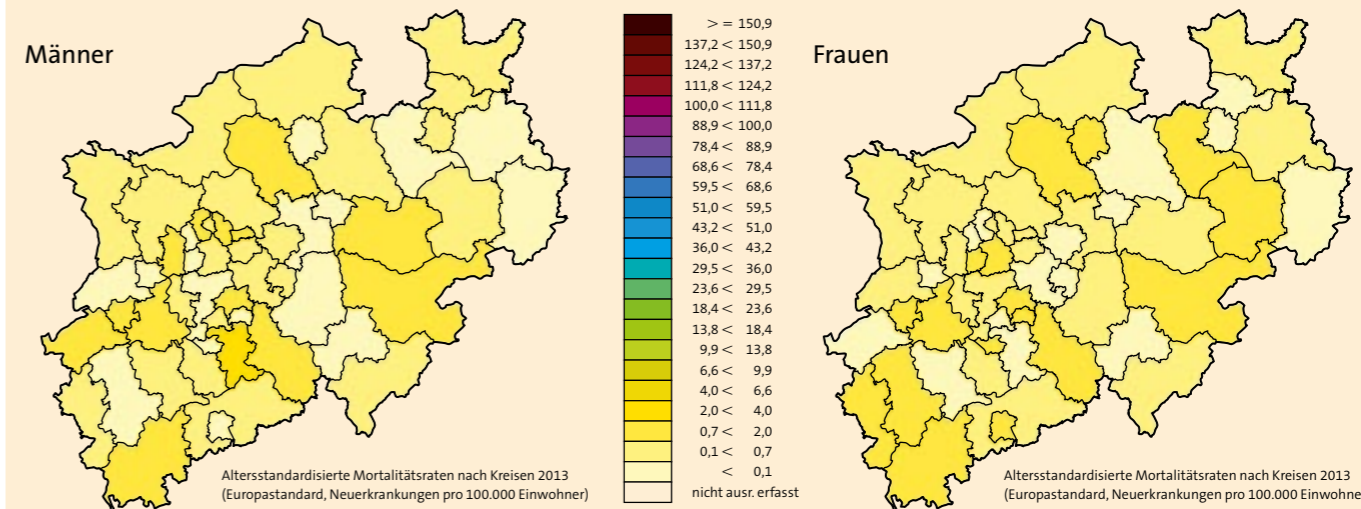 Männer
> = 150,9
137,2 < 150,9
124,2 < 137,2
111,8 < 124,2
100,0 < 111,8
88,9 < 100,0
78,4 < 88,9
68,6 < 78,4
59,5 < 68,6
51,0 < 59,5
43,2 < 51,0
36,0 < 43,2
29,5 < 36,0
23,6 < 29,5
18,4 < 23,6
13,8 < 18,4
9,9 < 13,8
6,6 < 9,9
4,0 < 6,6
2,0 < 4,0
0,7 < 2,0
0,1 < 0,7
< 0,1
nicht ausr. erfasst
Altersstandardisierte Mortalitätsraten nach Kreisen 2013
(Europastandard, Neuerkrankungen pro 100.000 Einwohner)
Frauen
Altersstandardisierte Mortalitätsraten nach Kreisen 2013
(Europastandard, Neuerkrankungen pro 100.000 Einwohne